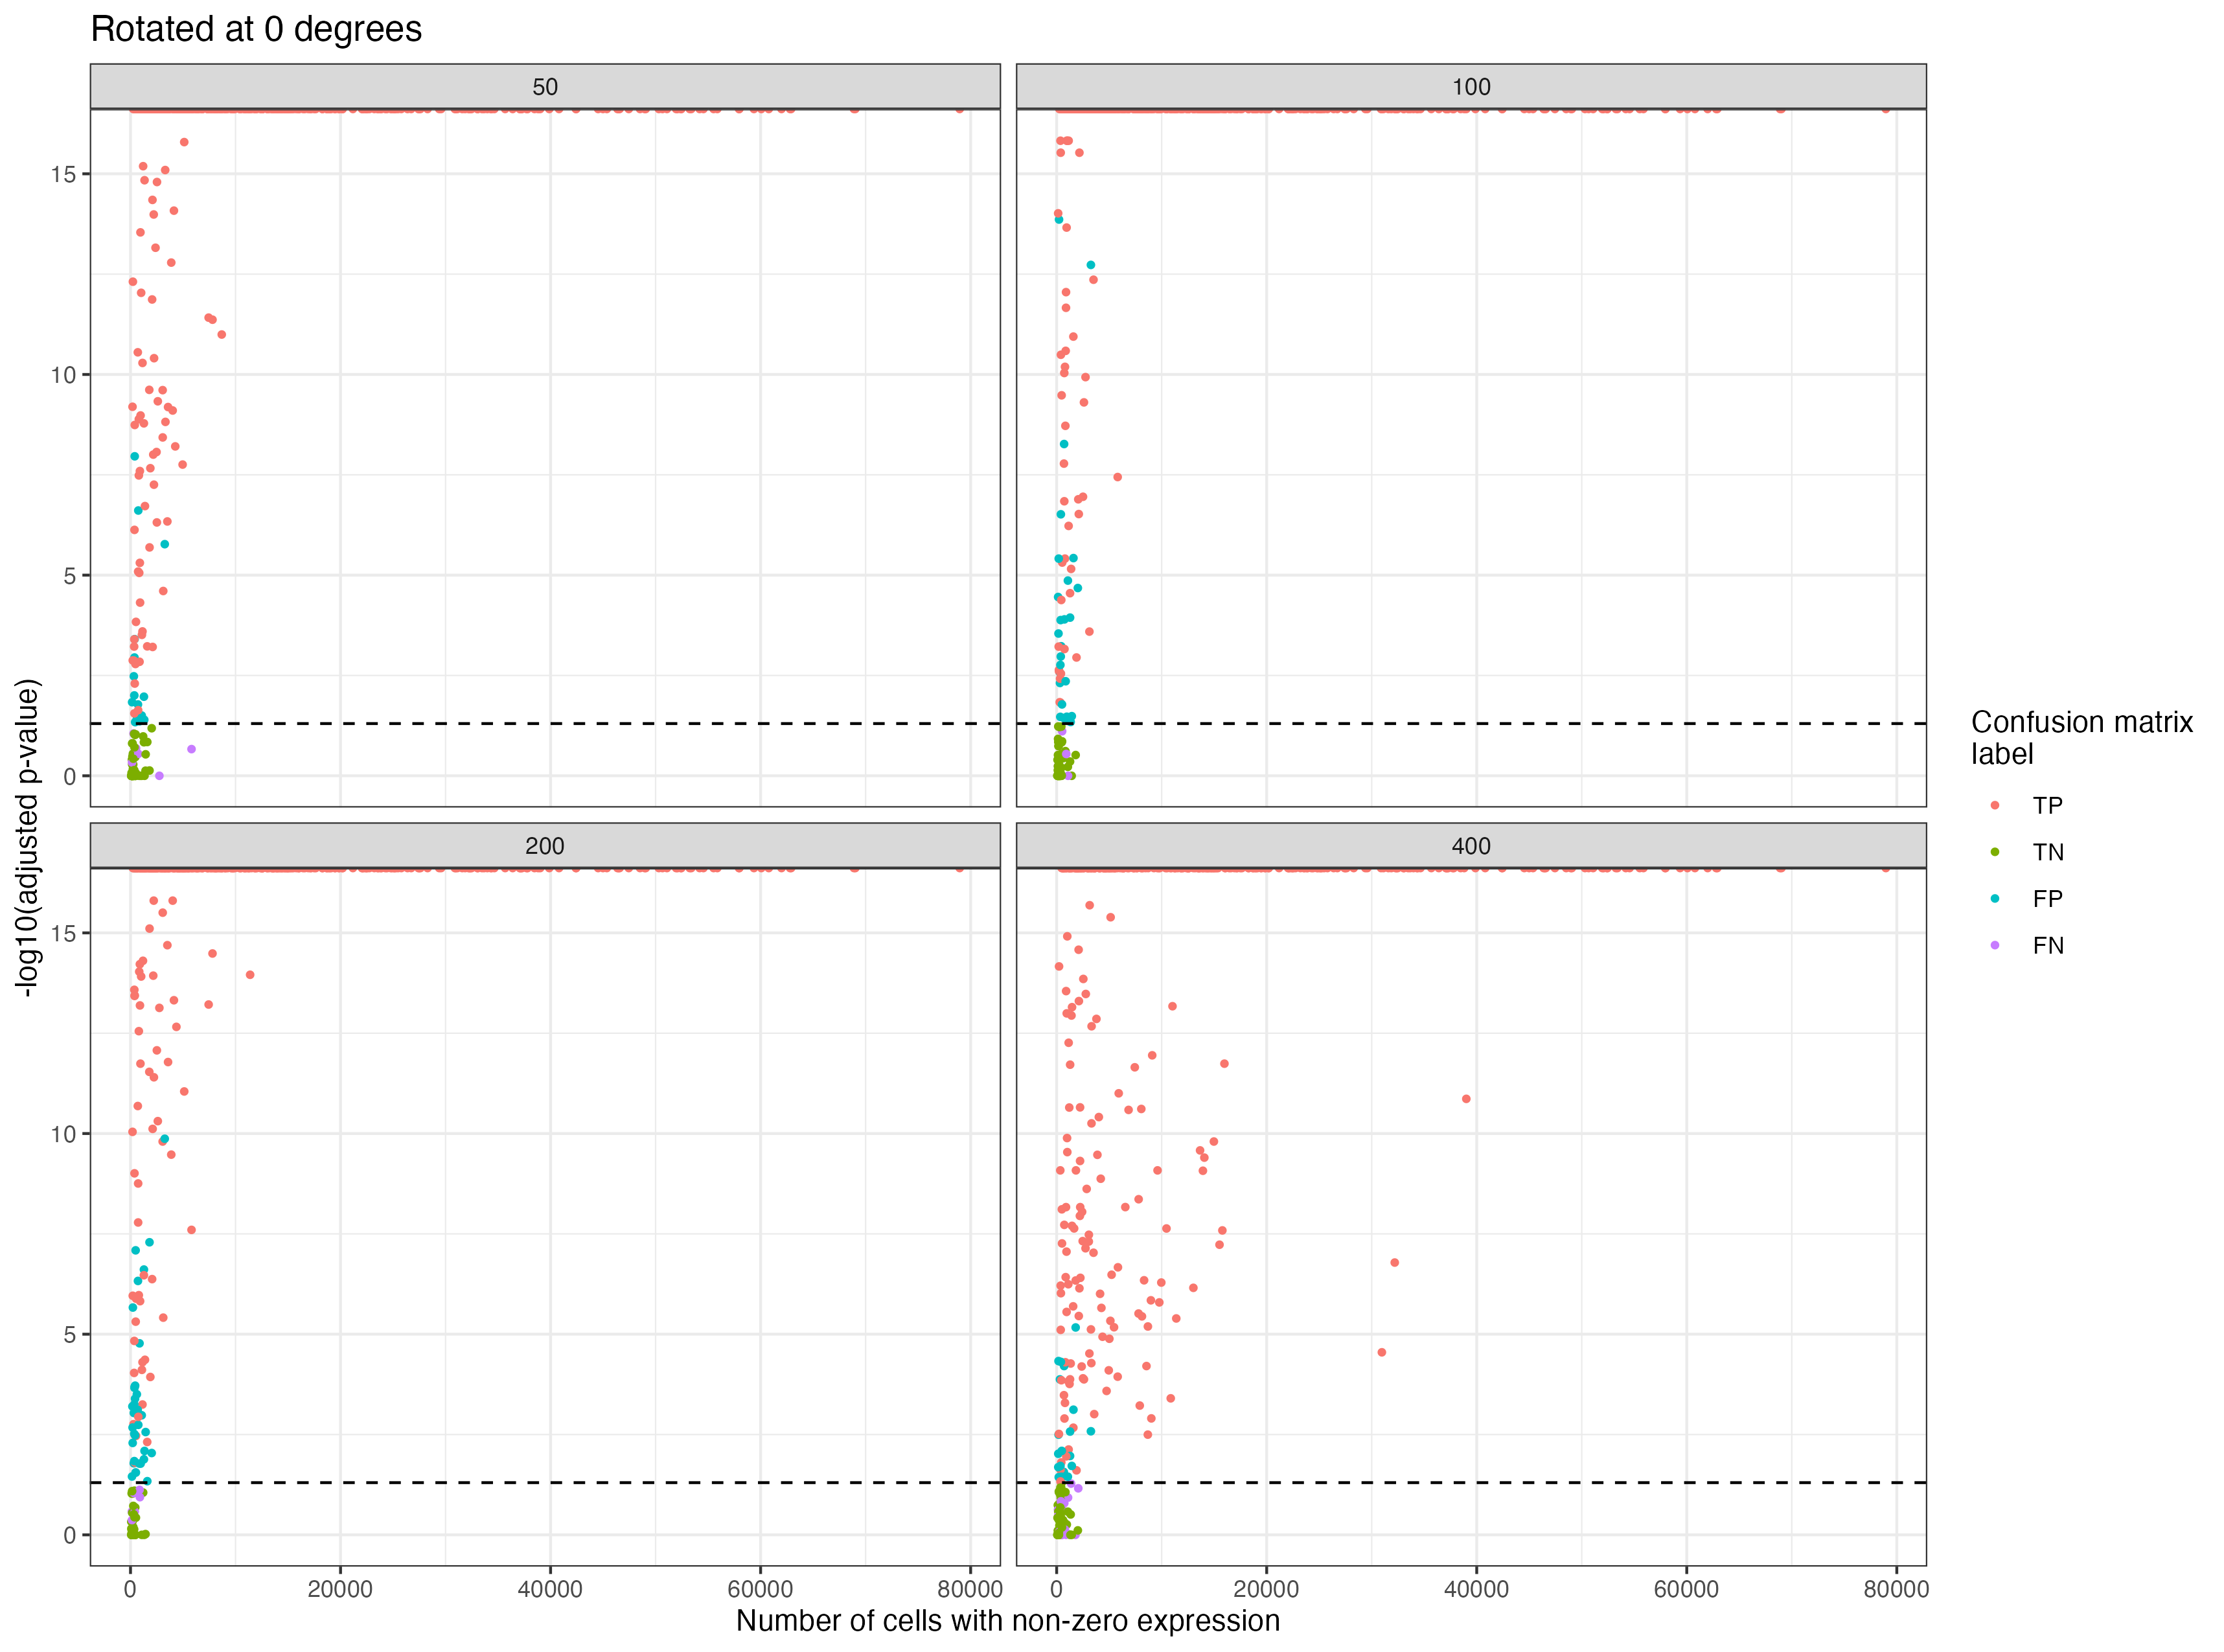 Rotated at 0 degrees
50
100
15
10
5
0
200
400
15
10
5
0
0
20000
40000
60000
80000
0
20000
40000
60000
80000
Number of cells with non-zero expression
-log10(adjusted p-value)
Confusion matrix
label
TP
TN
FP
FN